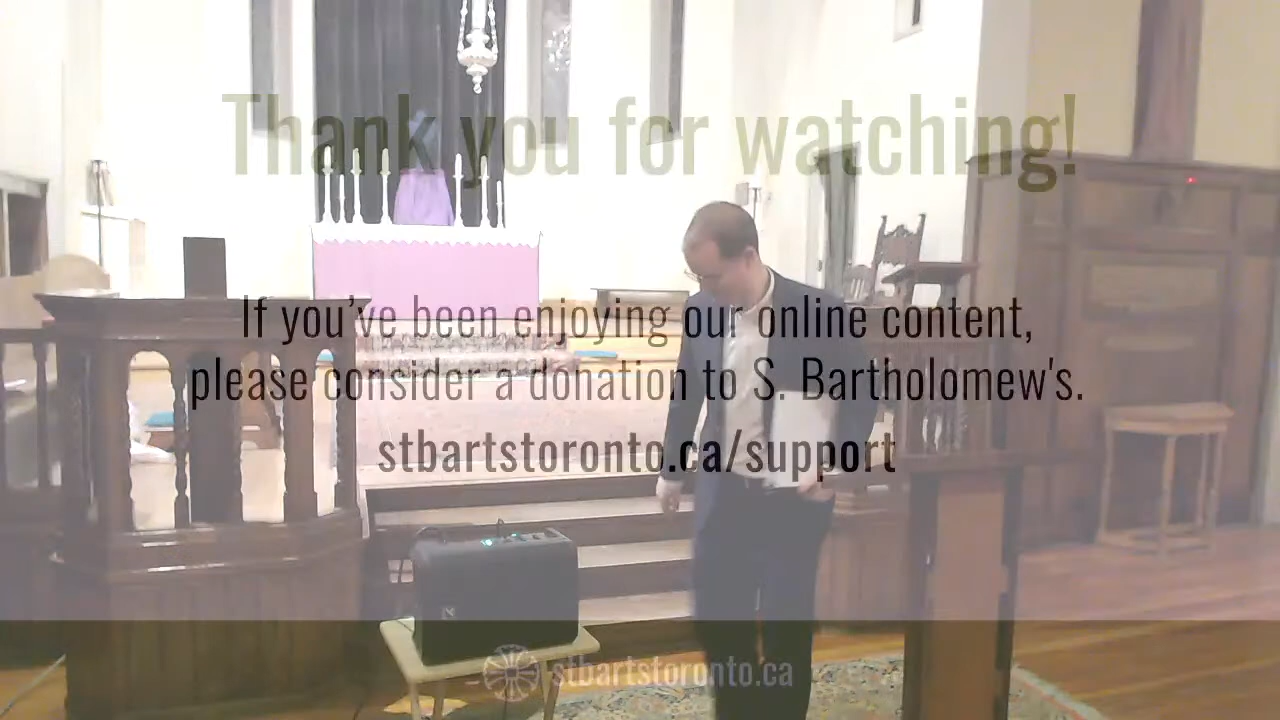 Thank you for watching!
If you've been enjoying our online content,
please consider a donation to S. Bartholomew's.
stbartstoronto.ca/support
stbartstoronto.ca